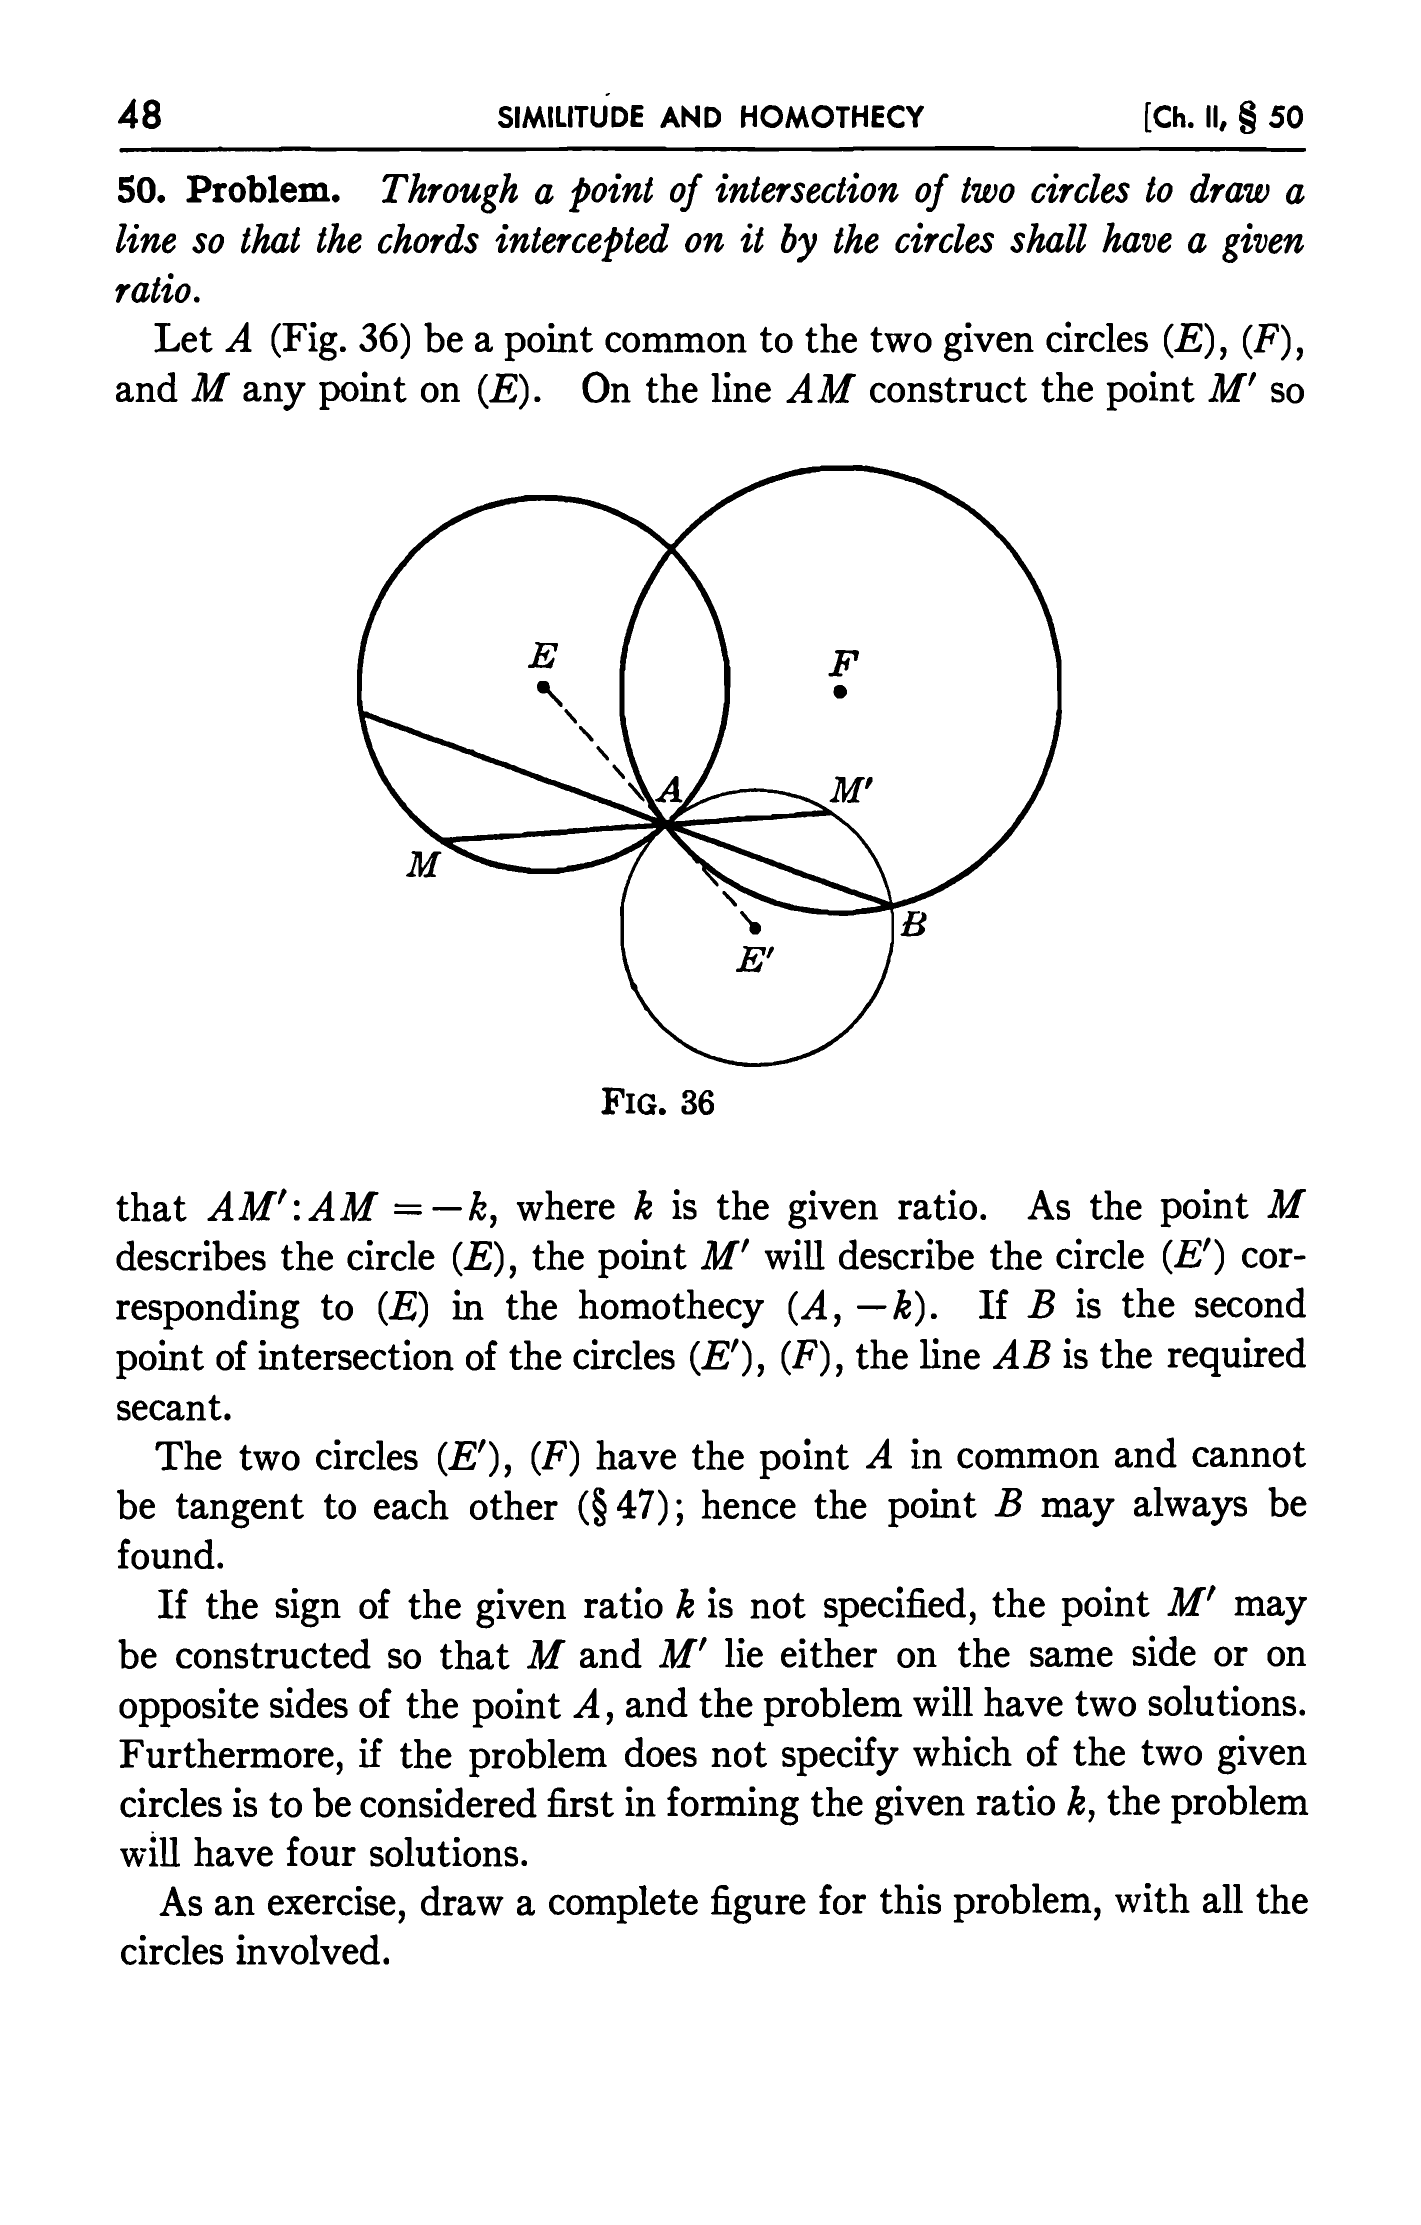 48 SIMILITUDE AND HOMOTHECY [Ch. II, § 50
50. Problem. Through a point of intersection of two circles to draw a
line so that the chords intercepted on it by the circles shall have a given
ratio.
Let A (Fig. 36) be a point common to the two given circles (E), (F),
and M any point on (E). On the line AM construct the point M′ so
E
F
A
M′
M
B
E′
FIG. 36
that AM′:AM = −k, where k is the given ratio. As the point M
describes the circle (E), the point M′ will describe the circle (E′) cor-
responding to (E) in the homothecy (A, −k). If B is the second
point of intersection of the circles (E′), (F), the line AB is the required
secant.
The two circles (E′), (F) have the point A in common and cannot
be tangent to each other (§ 47); hence the point B may always be
found.
If the sign of the given ratio k is not specified, the point M′ may
be constructed so that M and M′ lie either on the same side or on
opposite sides of the point A, and the problem will have two solutions.
Furthermore, if the problem does not specify which of the two given
circles is to be considered first in forming the given ratio k, the problem
will have four solutions.
As an exercise, draw a complete figure for this problem, with all the
circles involved.